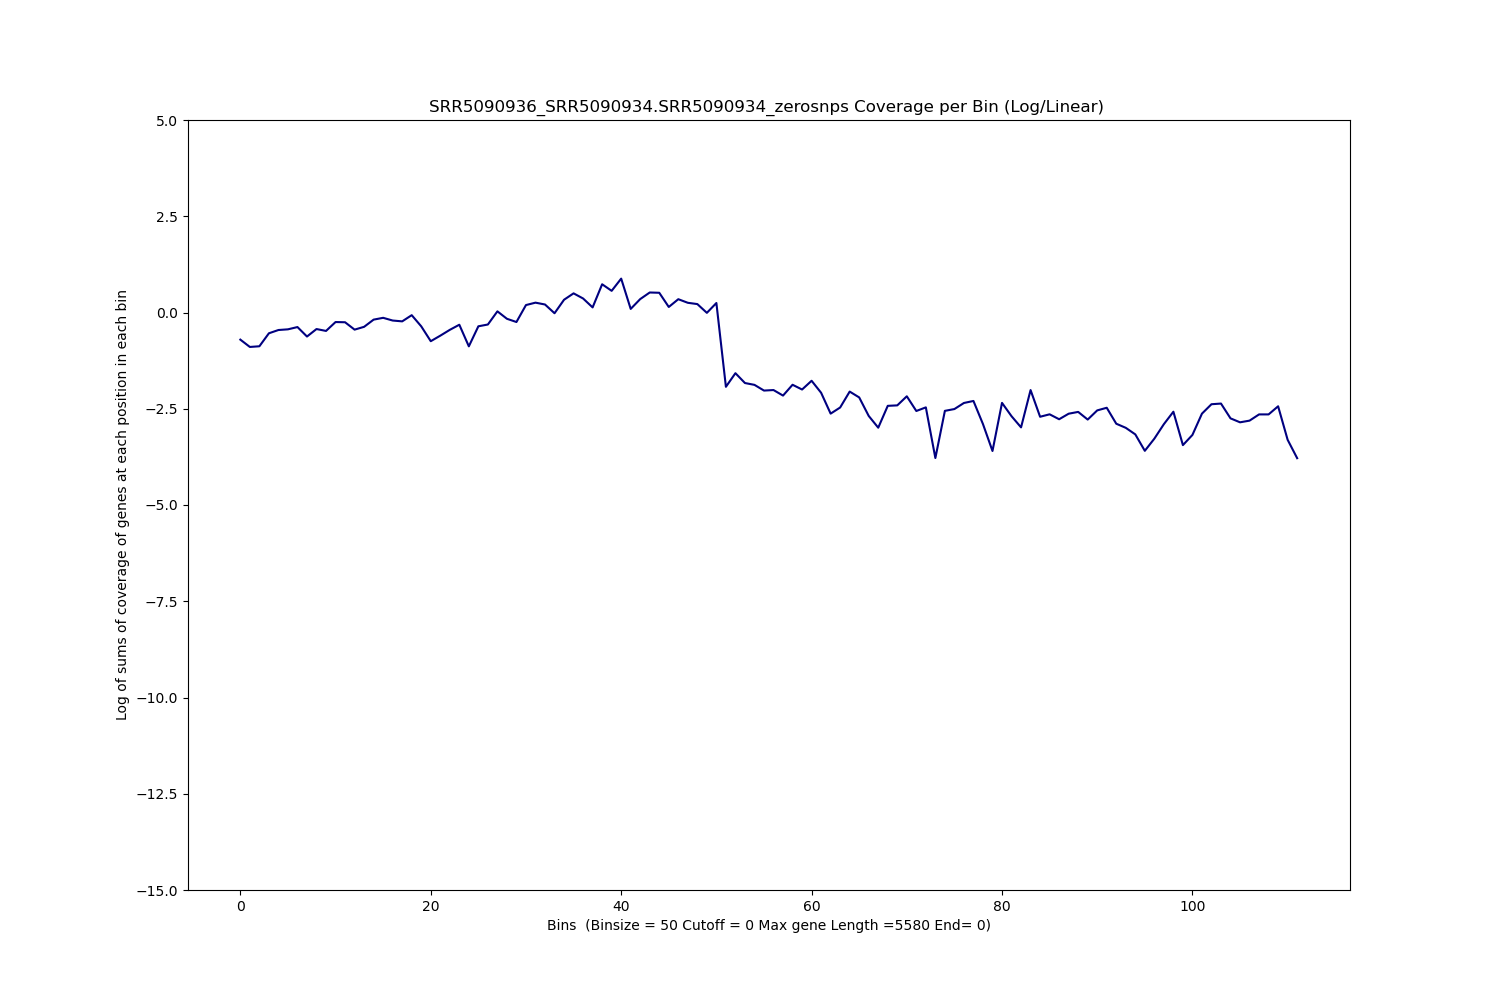 SRR5090936_SRR5090934.SRR5090934_zerosnps Coverage per Bin (Log/Linear)
5.0
2.5
0.0
−2.5
−5.0
−7.5
−10.0
−12.5
−15.0
Log of sums of coverage of genes at each position in each bin
0 20 40 60 80 100
Bins  (Binsize = 50 Cutoff = 0 Max gene Length =5580 End= 0)